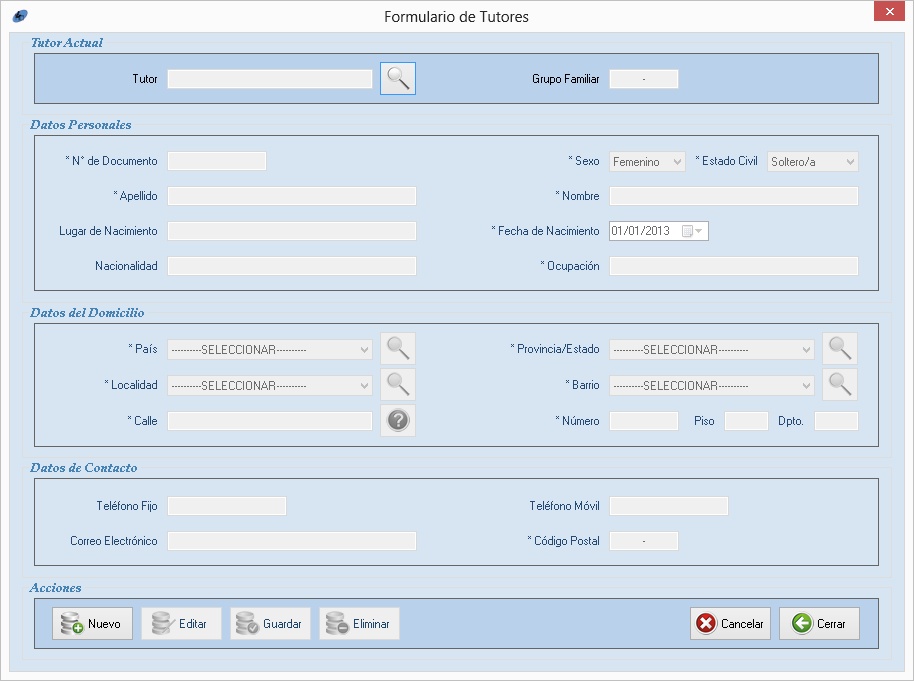 Formulario de Tutores
Tutor Actual
Tutor Grupo Familiar -
Datos Personales
* N° de Documento * Sexo Femenino * Estado Civil Soltero/a
* Apellido * Nombre
Lugar de Nacimiento * Fecha de Nacimiento 01/01/2013
Nacionalidad * Ocupación
Datos del Domicilio
* País ----------SELECCIONAR---------- * Provincia/Estado ----------SELECCIONAR----------
* Localidad ----------SELECCIONAR---------- * Barrio ----------SELECCIONAR----------
* Calle ? * Número Piso Dpto.
Datos de Contacto
Teléfono Fijo Teléfono Móvil
Correo Electrónico * Código Postal -
Acciones
Nuevo Editar Guardar Eliminar Cancelar Cerrar